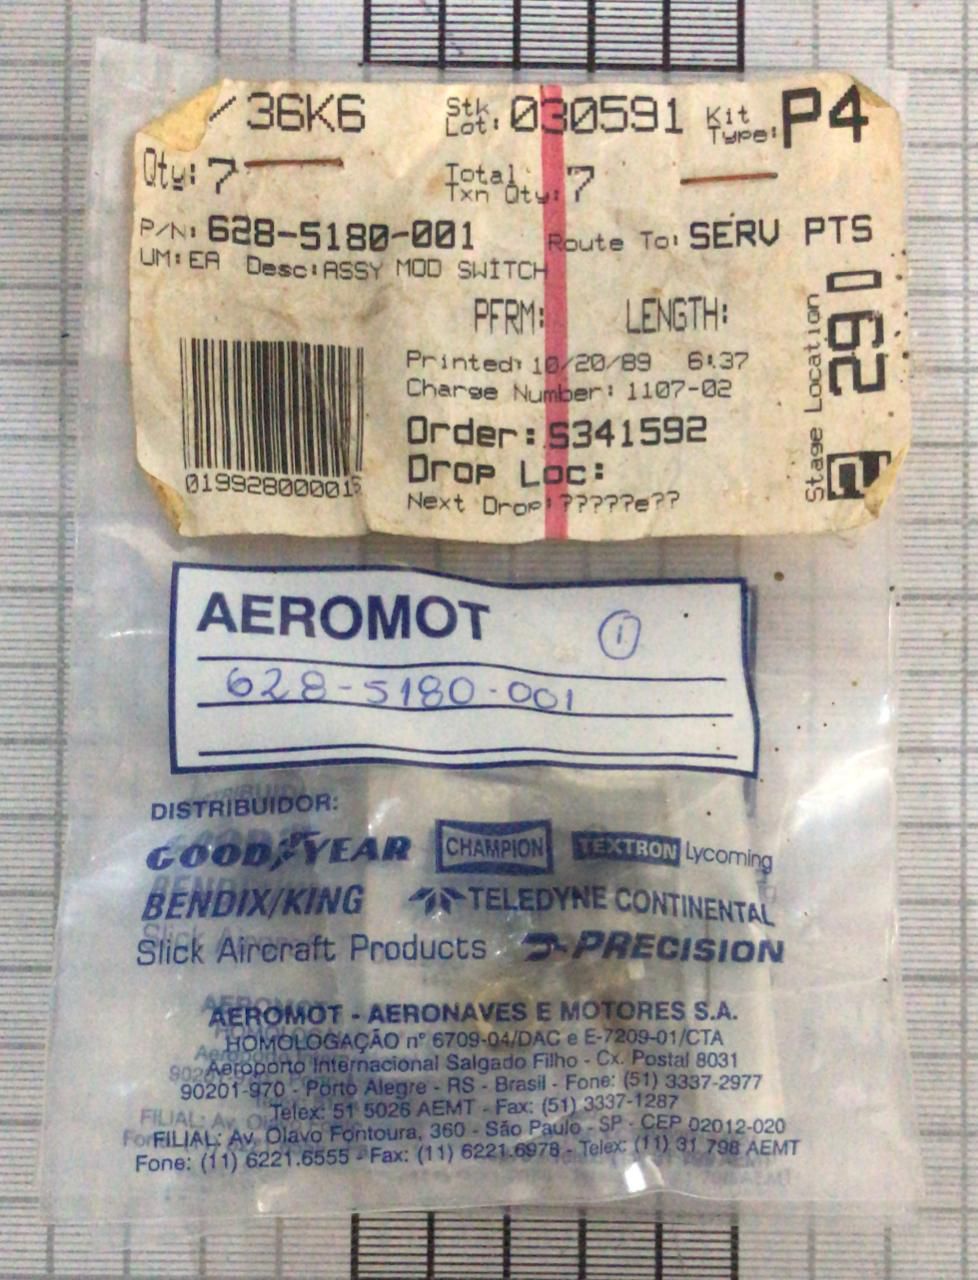 / 36K6 Stk Lot: 030591 Kit Type: P4
Qty: 7 Total Txn Qty: 7
P/N: 628-5180-001 Route To: SERV PTS
UM: EA Desc: ASSY MOD SWITCH
PFRM: LENGTH:
Printed: 10/20/89 6:37
Charge Number: 1107-02
Order: S341592
Drop Loc:
Next Drop: ?????e??
Stage Location
01992800001
AEROMOT 1
628-5180-001
DISTRIBUIDOR:
GOODYEAR CHAMPION TEXTRON Lycoming
BENDIX/KING TELEDYNE CONTINENTAL
Slick Aircraft Products PRECISION
AEROMOT - AERONAVES E MOTORES S.A.
HOMOLOGAÇÃO nº 6709-04/DAC e E-7209-01/CTA
Aeroporto Internacional Salgado Filho - Cx. Postal 8031
90201-970 - Porto Alegre - RS - Brasil - Fone: (51) 3337-2977
Telex: 51 5026 AEMT - Fax: (51) 3337-1287
FILIAL: Av. Olavo Fontoura, 360 - São Paulo - SP - CEP 02012-020
Fone: (11) 6221.6555 - Fax: (11) 6221.6978 - Telex: (11) 31 798 AEMT